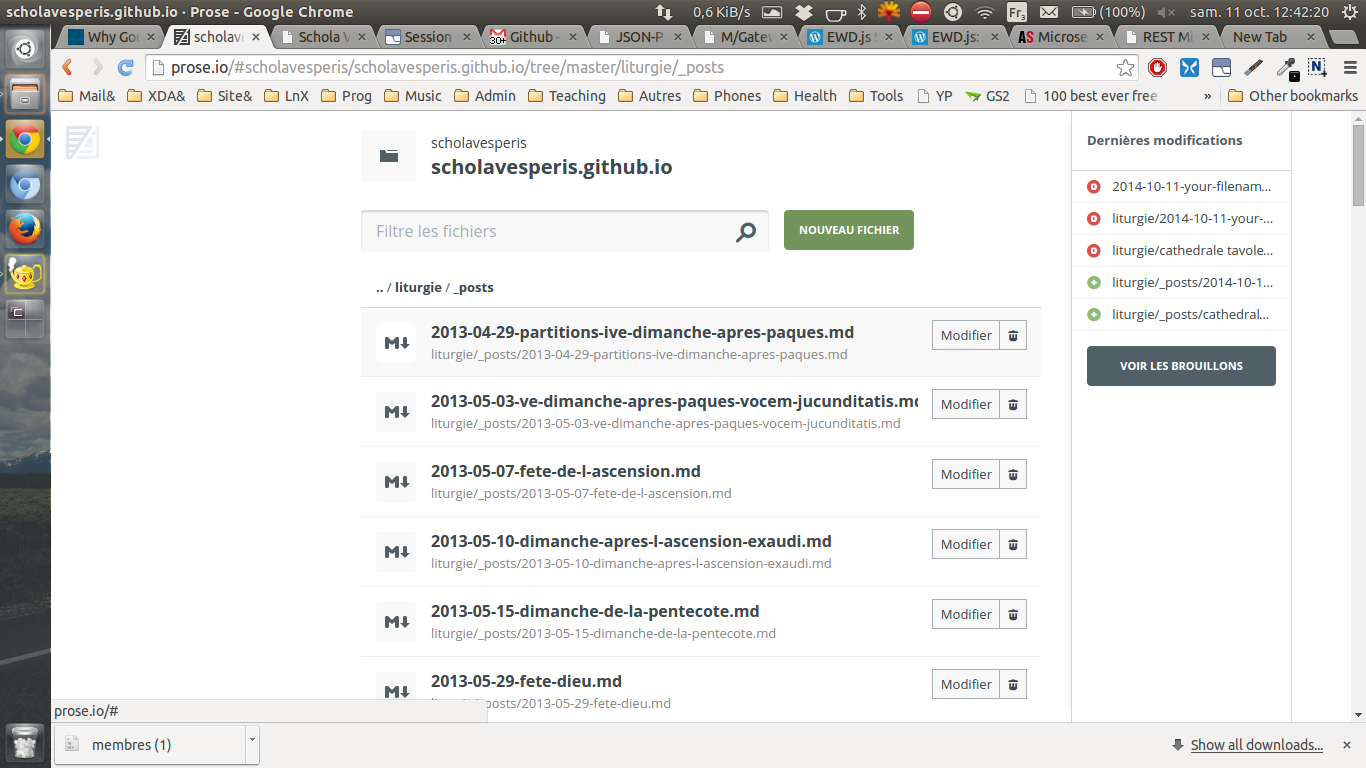 scholavesperis.github.io · Prose - Google Chrome
0,6 KiB/s
Fr₃
(100%)
sam. 11 oct. 12:42:20
Why Goo
scholave
Schola V
Session
30+
Github -
JSON-P
M/Gatew
EWD.js S
EWD.js:
AS Microse
REST Mi
New Tab
prose.io/#scholavesperis/scholavesperis.github.io/tree/master/liturgie/_posts
Mail&
XDA&
Site&
LnX
Prog
Music
Admin
Teaching
Autres
Phones
Health
Tools
YP
GS2
100 best ever free
»
Other bookmarks
scholavesperis
scholavesperis.github.io
Filtre les fichiers
NOUVEAU FICHIER
.. / liturgie / _posts
2013-04-29-partitions-ive-dimanche-apres-paques.md
liturgie/_posts/2013-04-29-partitions-ive-dimanche-apres-paques.md
Modifier
2013-05-03-ve-dimanche-apres-paques-vocem-jucunditatis.md
liturgie/_posts/2013-05-03-ve-dimanche-apres-paques-vocem-jucunditatis.md
Modifier
2013-05-07-fete-de-l-ascension.md
liturgie/_posts/2013-05-07-fete-de-l-ascension.md
Modifier
2013-05-10-dimanche-apres-l-ascension-exaudi.md
liturgie/_posts/2013-05-10-dimanche-apres-l-ascension-exaudi.md
Modifier
2013-05-15-dimanche-de-la-pentecote.md
liturgie/_posts/2013-05-15-dimanche-de-la-pentecote.md
Modifier
2013-05-29-fete-dieu.md
liturgie/_posts/2013-05-29-fete-dieu.md
Modifier
Dernières modifications
2014-10-11-your-filenam...
liturgie/2014-10-11-your-...
liturgie/cathedrale tavole...
liturgie/_posts/2014-10-1...
liturgie/_posts/cathedral...
VOIR LES BROUILLONS
prose.io/#
membres (1)
Show all downloads...